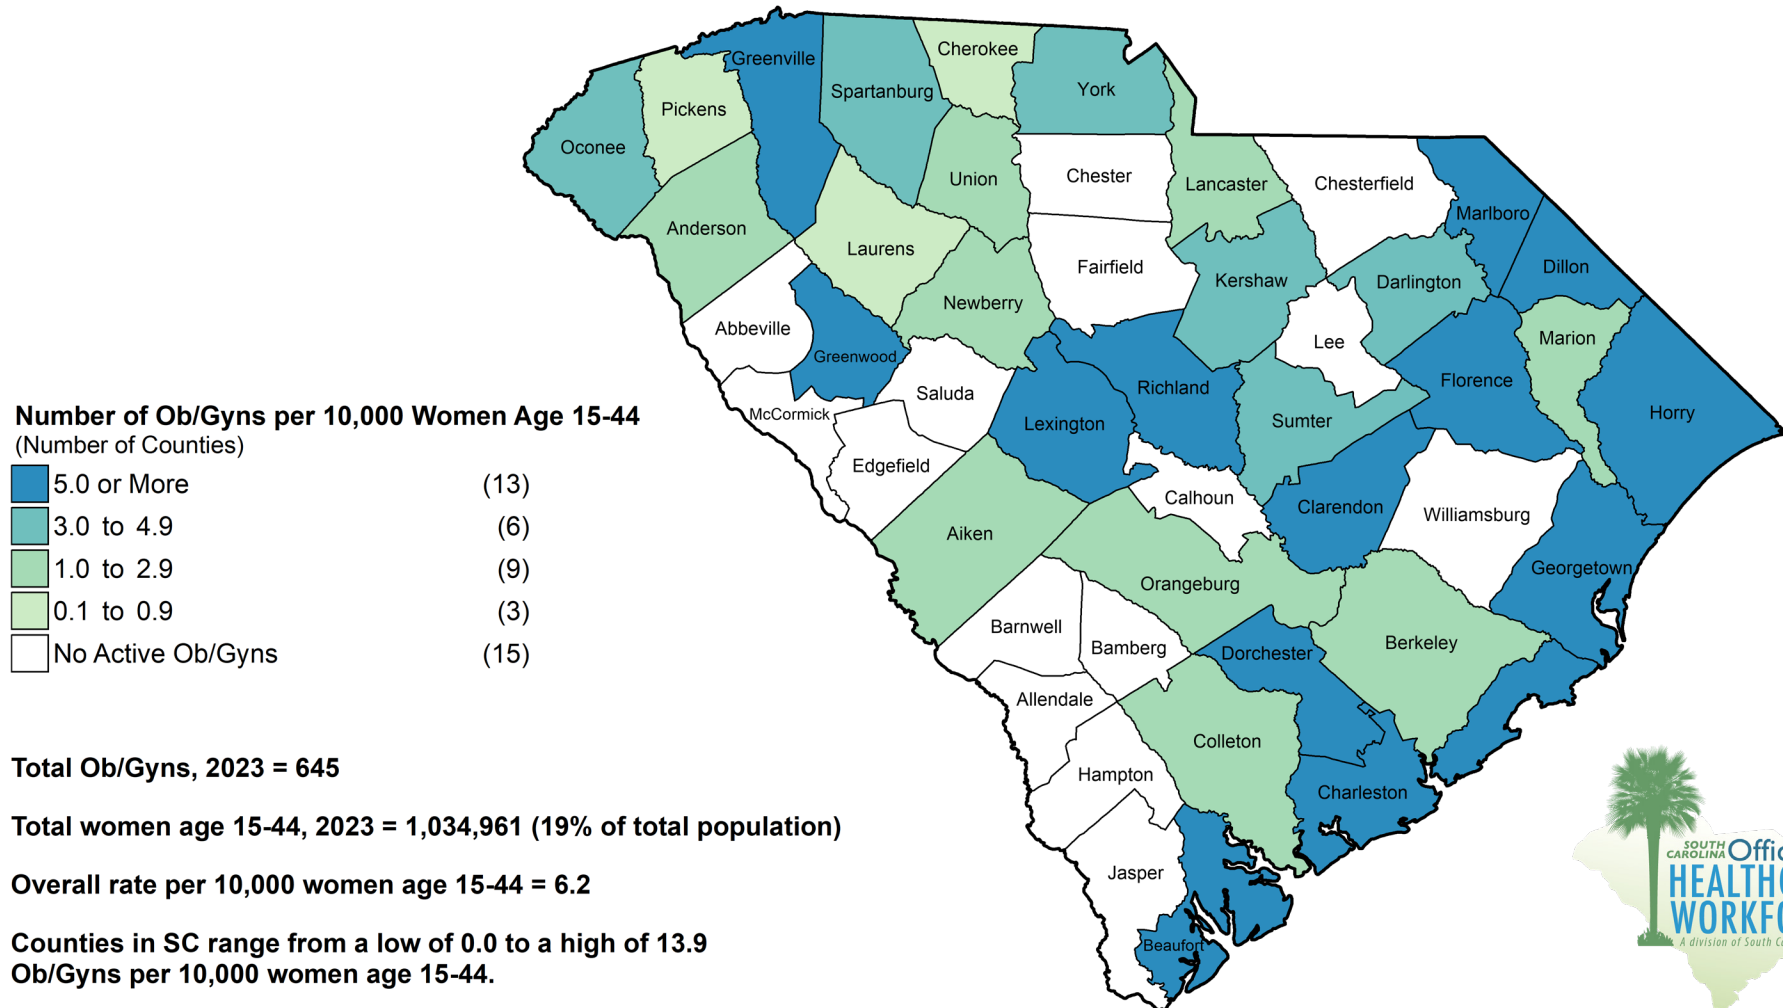 Greenville
Cherokee
Spartanburg
York
Pickens
Oconee
Union
Chester
Lancaster
Chesterfield
Marlboro
Anderson
Laurens
Fairfield
Kershaw
Darlington
Dillon
Newberry
Abbeville
Greenwood
Lee
Marion
Saluda
Richland
Florence
Horry
McCormick
Lexington
Sumter
Edgefield
Calhoun
Clarendon
Williamsburg
Aiken
Orangeburg
Georgetown
Barnwell
Bamberg
Dorchester
Berkeley
Allendale
Colleton
Hampton
Charleston
Jasper
Beaufort
Number of Ob/Gyns per 10,000 Women Age 15-44
(Number of Counties)
5.0 or More (13)
3.0 to 4.9 (6)
1.0 to 2.9 (9)
0.1 to 0.9 (3)
No Active Ob/Gyns (15)
Total Ob/Gyns, 2023 = 645
Total women age 15-44, 2023 = 1,034,961 (19% of total population)
Overall rate per 10,000 women age 15-44 = 6.2
Counties in SC range from a low of 0.0 to a high of 13.9
Ob/Gyns per 10,000 women age 15-44.
SOUTH
CAROLINA
A division of South